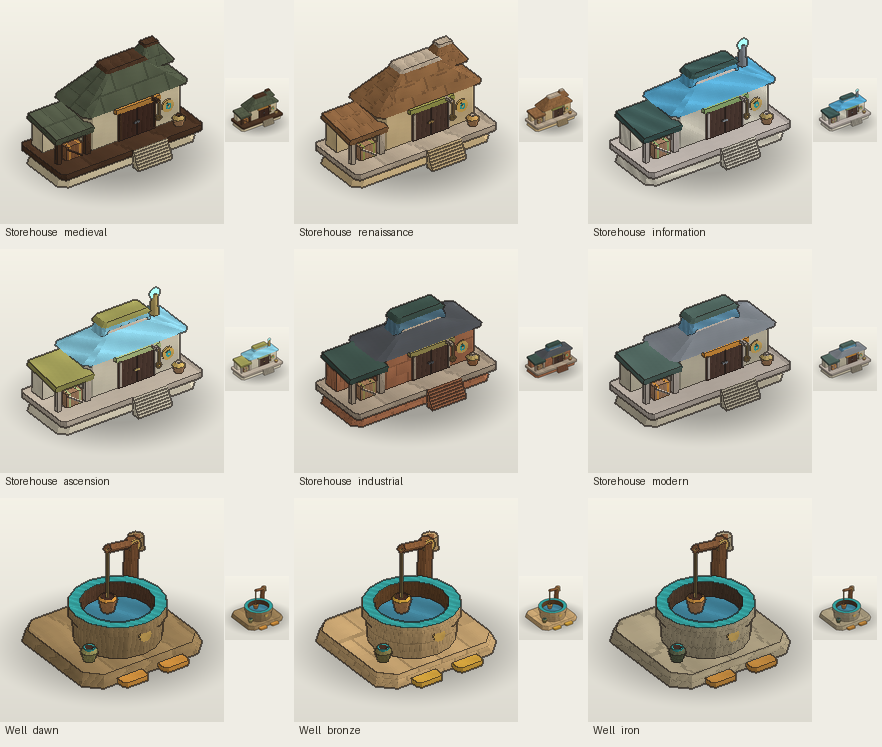 Storehouse medieval
Storehouse renaissance
Storehouse information
Storehouse ascension
Storehouse industrial
Storehouse modern
Well dawn
Well bronze
Well iron